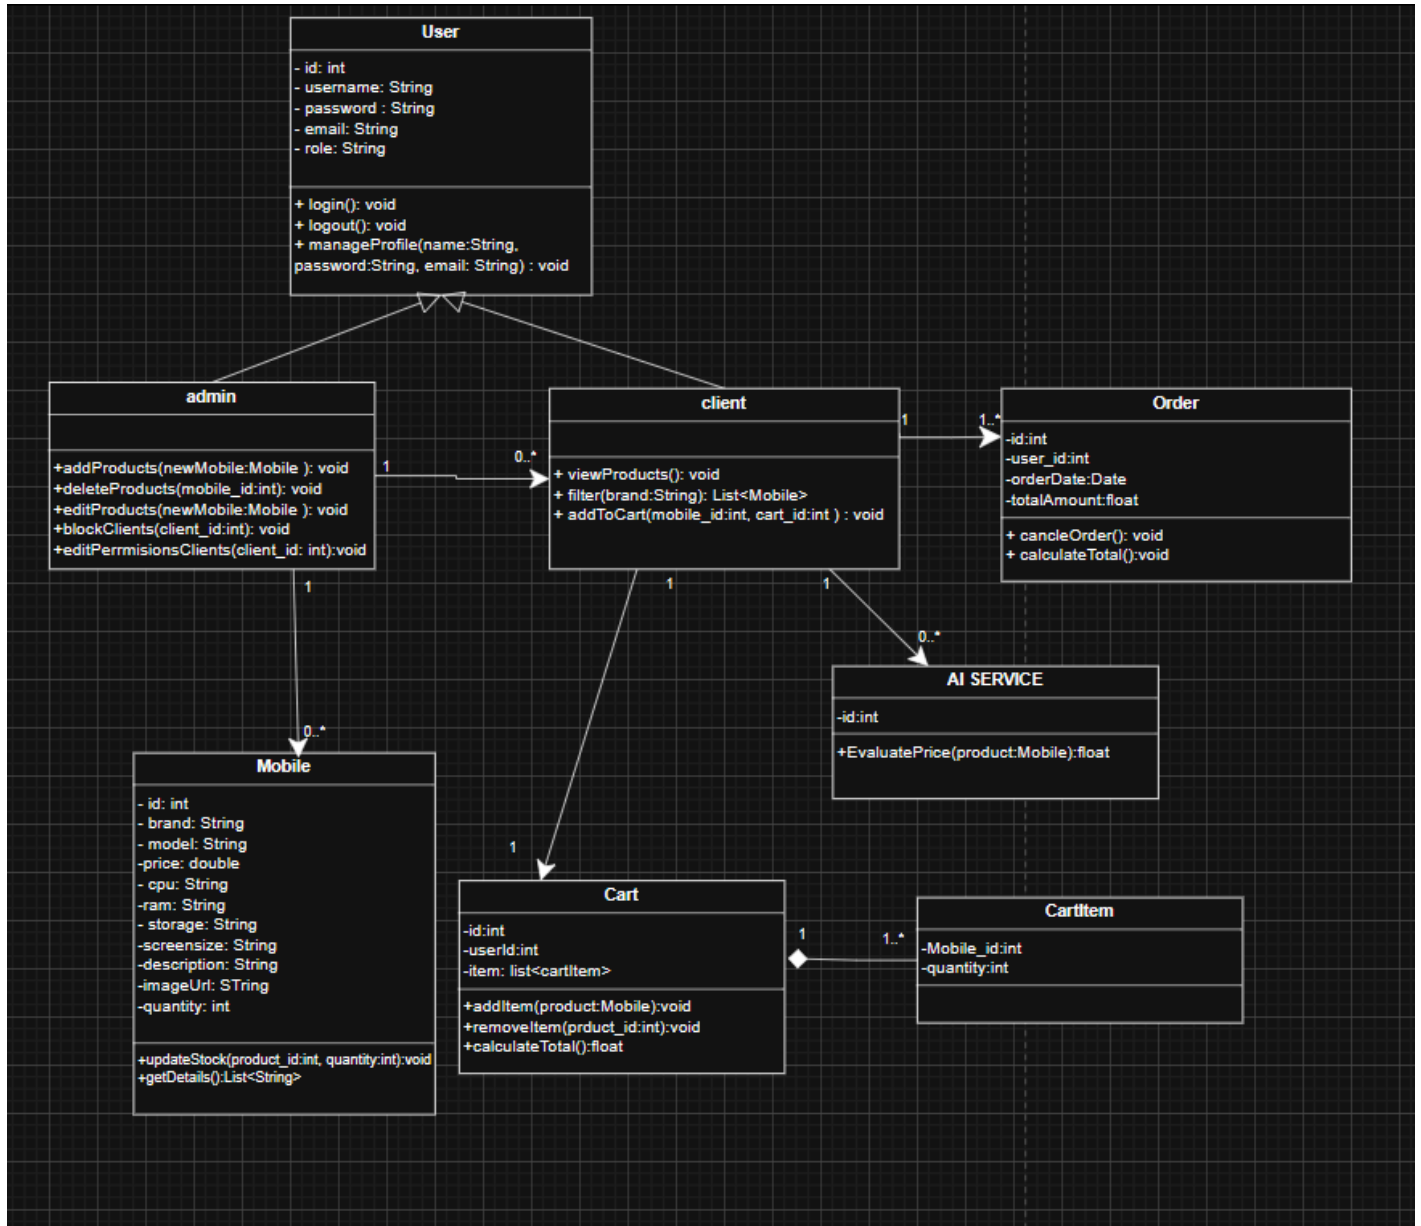 User
- id: int
- username: String
- password : String
- email: String
- role: String
+ login(): void
+ logout(): void
+ manageProfile(name:String,
password:String, email: String) : void
admin
+addProducts(newMobile:Mobile ): void
+deleteProducts(mobile_id:int): void
+editProducts(newMobile:Mobile ): void
+blockClients(client_id:int): void
+editPerrmisionsClients(client_id: int):void
1
0..*
client
+ viewProducts(): void
+ filter(brand:String): List<Mobile>
+ addToCart(mobile_id:int, cart_id:int ) : void
1
1..*
Order
-id:int
-user_id:int
-orderDate:Date
-totalAmount:float
+ cancleOrder(): void
+ calculateTotal():void
1
1
1
0..*
AI SERVICE
-id:int
+EvaluatePrice(product:Mobile):float
0..*
Mobile
- id: int
- brand: String
- model: String
-price: double
- cpu: String
-ram: String
- storage: String
-screensize: String
-description: String
-imageUrl: STring
-quantity: int
+updateStock(product_id:int, quantity:int):void
+getDetails():List<String>
1
Cart
-id:int
-userId:int
-item: list<cartItem>
+addItem(product:Mobile):void
+removeItem(prduct_id:int):void
+calculateTotal():float
1
1..*
CartItem
-Mobile_id:int
-quantity:int